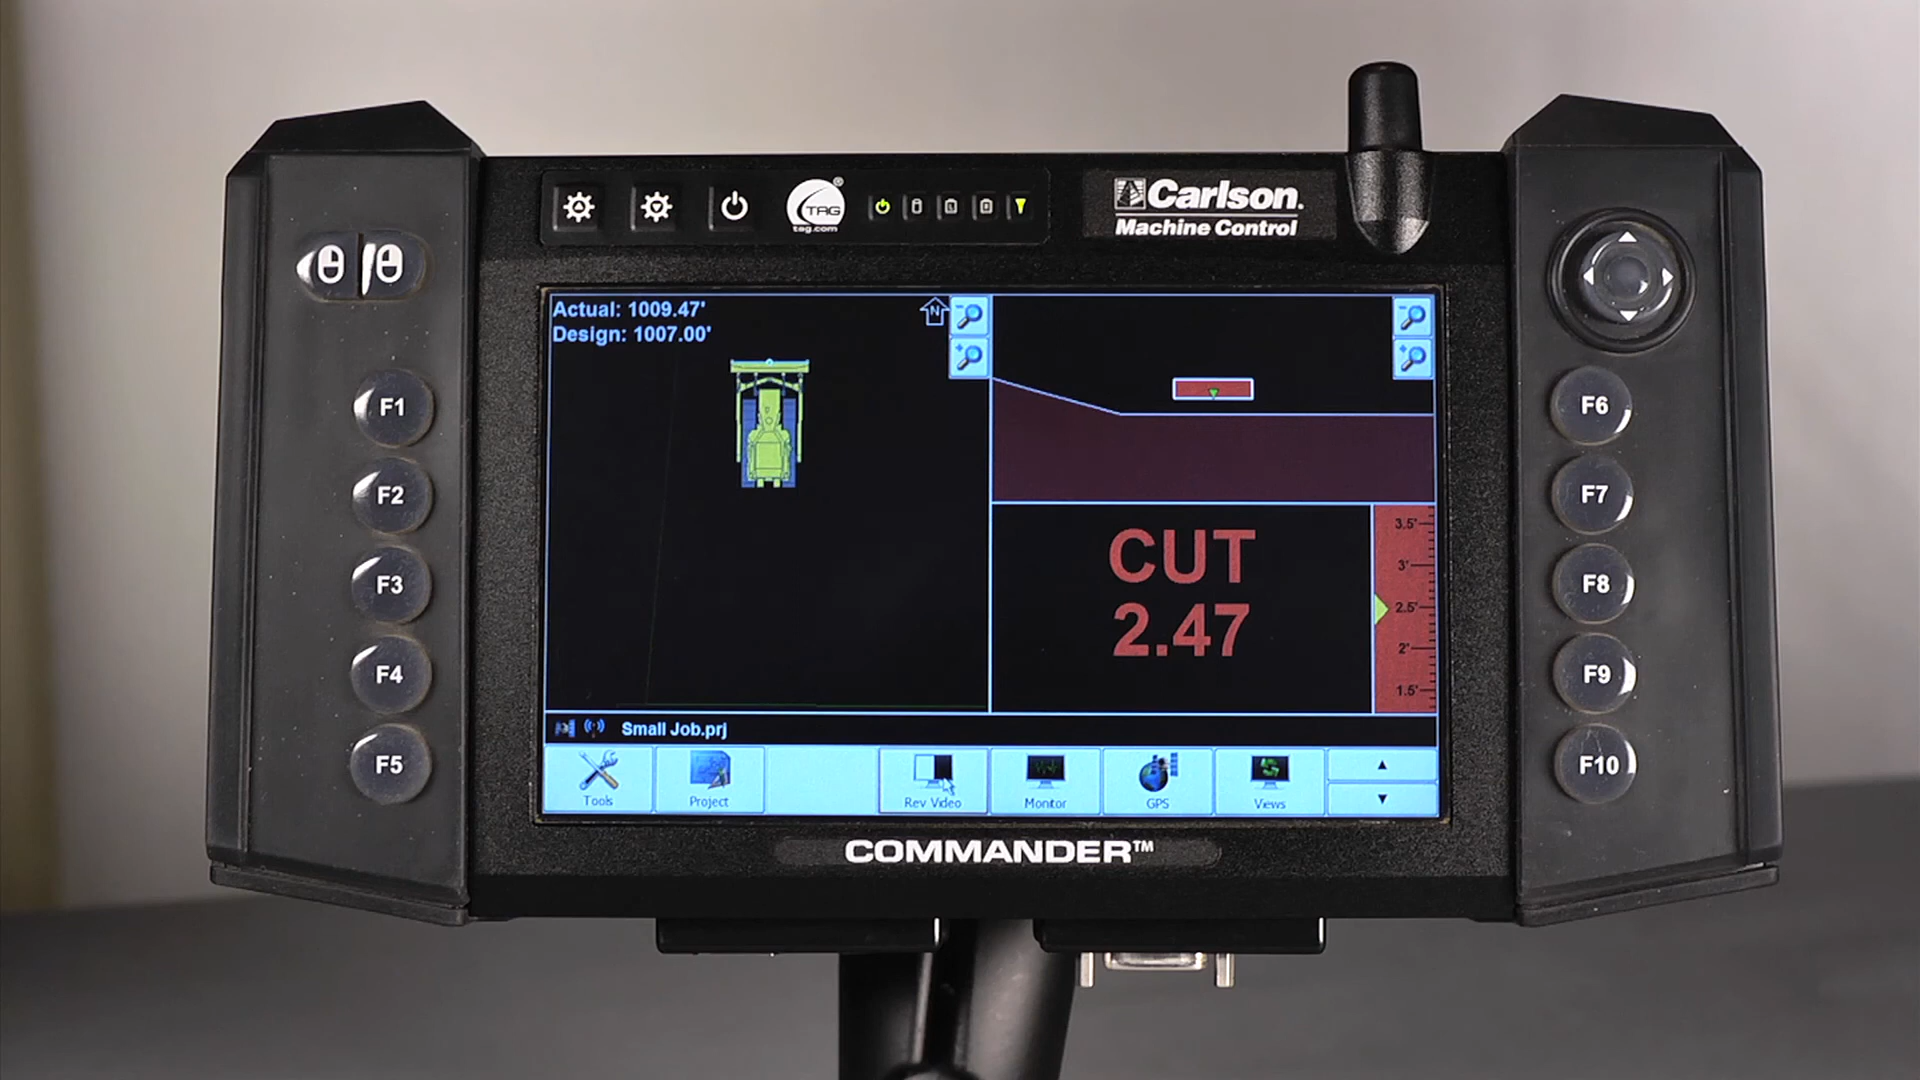 TAG®
tag.com
Carlson.
Machine Control
F1
F2
F3
F4
F5
Actual: 1009.47'
Design: 1007.00'
N
CUT
2.47
3.5'
3'
2.5'
2'
1.5'
Small Job.prj
Tools
Project
Rev Video
Monitor
GPS
Views
F6
F7
F8
F9
F10
COMMANDER™